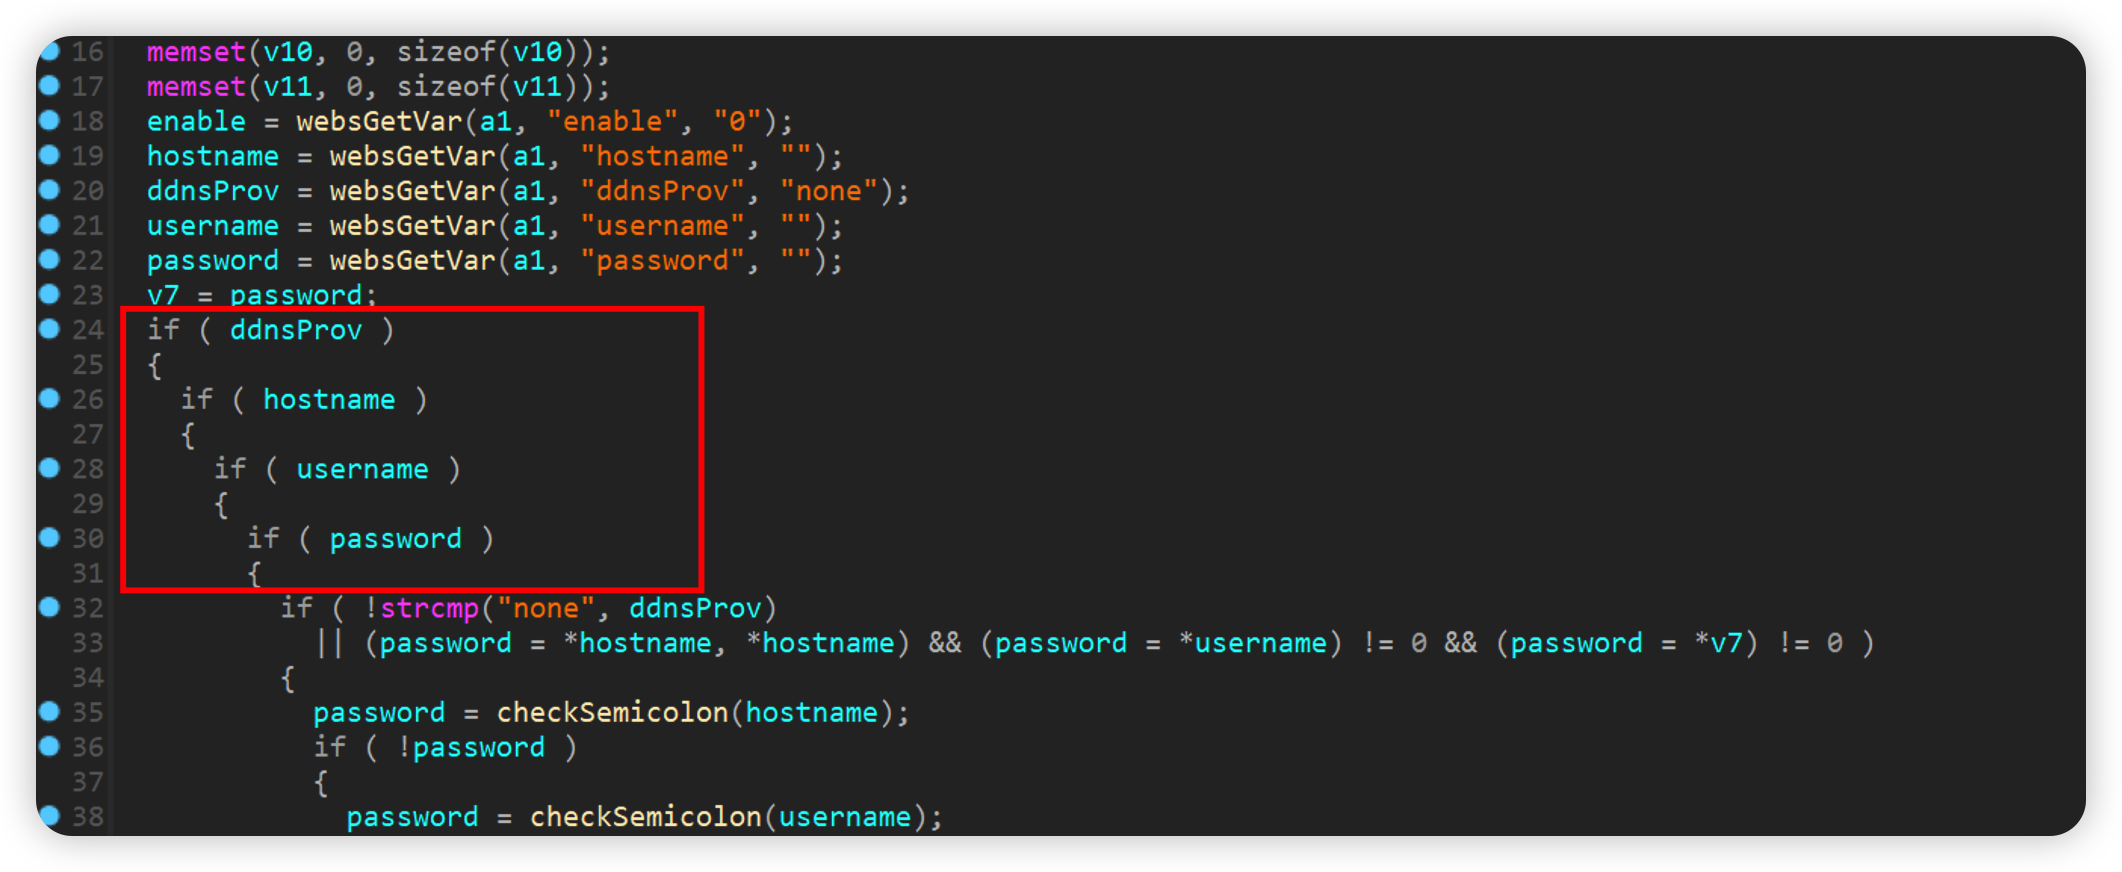 16 memset(v10, 0, sizeof(v10));
17 memset(v11, 0, sizeof(v11));
18 enable = websGetVar(a1, "enable", "0");
19 hostname = websGetVar(a1, "hostname", "");
20 ddnsProv = websGetVar(a1, "ddnsProv", "none");
21 username = websGetVar(a1, "username", "");
22 password = websGetVar(a1, "password", "");
23 v7 = password;
24 if ( ddnsProv )
25 {
26 if ( hostname )
27 {
28 if ( username )
29 {
30 if ( password )
31 {
32 if ( !strcmp("none", ddnsProv)
33 || (password = *hostname, *hostname) && (password = *username) != 0 && (password = *v7) != 0 )
34 {
35 password = checkSemicolon(hostname);
36 if ( !password )
37 {
38 password = checkSemicolon(username);